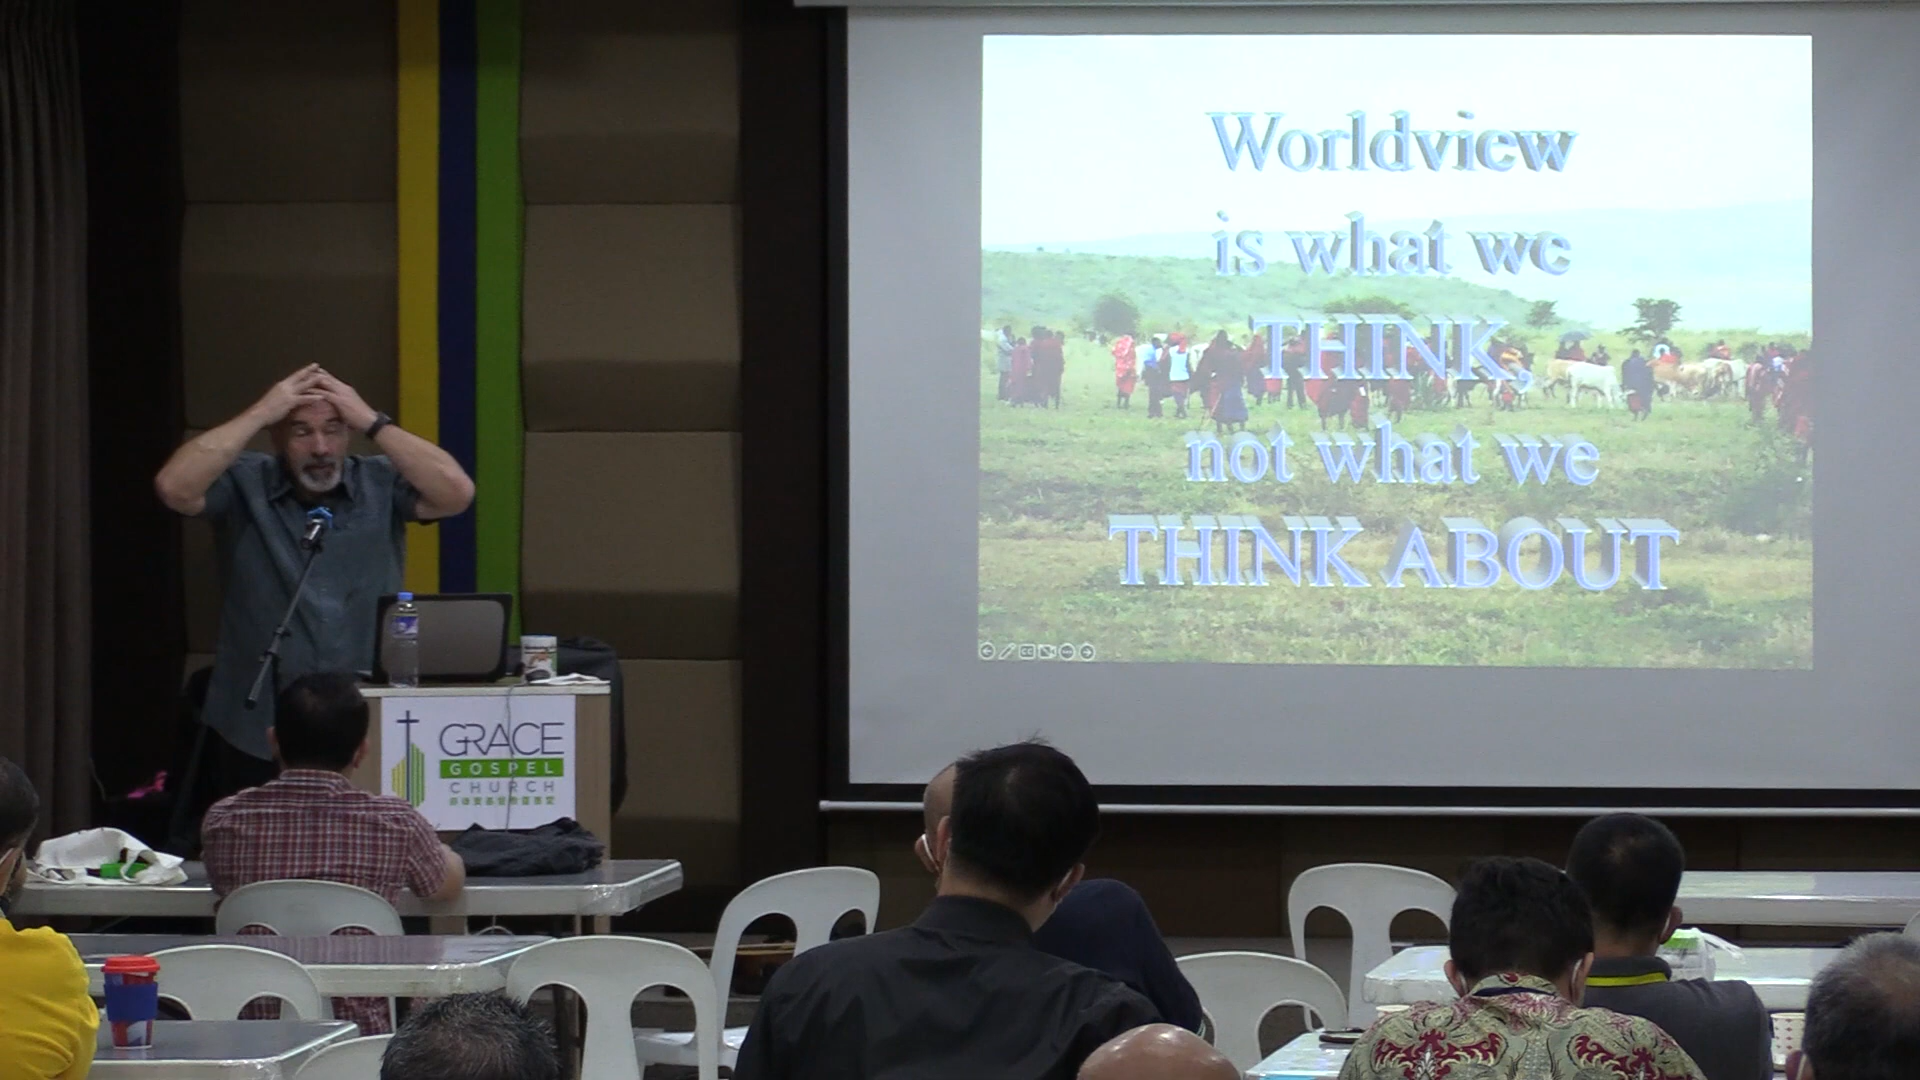 Worldview
is what we
THINK,
not what we
THINK ABOUT
GRACE
GOSPEL
CHURCH